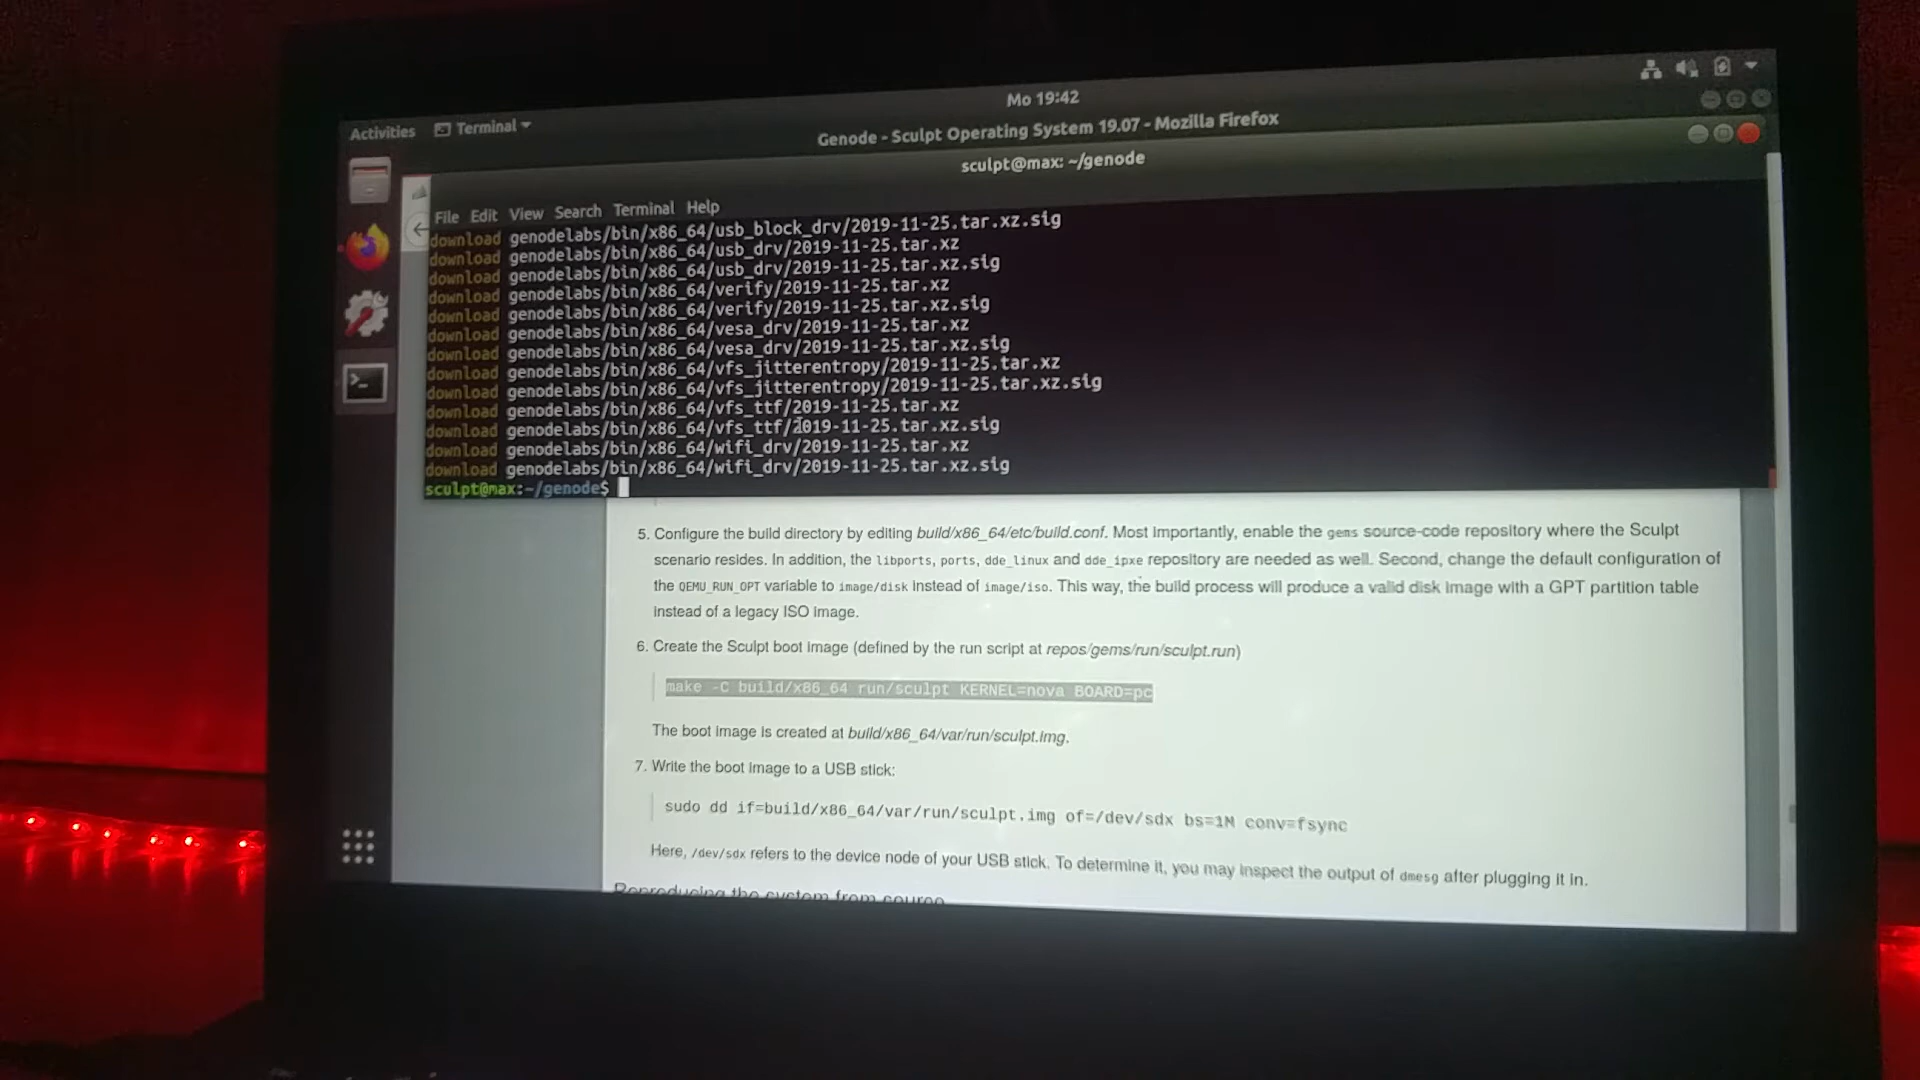 Mo 19:42
Activities
Terminal
Genode - Sculpt Operating System 19.07 - Mozilla Firefox
sculpt@max: ~/genode
File Edit View Search Terminal Help
download genodelabs/bin/x86_64/usb_block_drv/2019-11-25.tar.xz.sig
download genodelabs/bin/x86_64/usb_drv/2019-11-25.tar.xz
download genodelabs/bin/x86_64/usb_drv/2019-11-25.tar.xz.sig
download genodelabs/bin/x86_64/verify/2019-11-25.tar.xz
download genodelabs/bin/x86_64/verify/2019-11-25.tar.xz.sig
download genodelabs/bin/x86_64/vesa_drv/2019-11-25.tar.xz
download genodelabs/bin/x86_64/vesa_drv/2019-11-25.tar.xz.sig
download genodelabs/bin/x86_64/vfs_jitterentropy/2019-11-25.tar.xz
download genodelabs/bin/x86_64/vfs_jitterentropy/2019-11-25.tar.xz.sig
download genodelabs/bin/x86_64/vfs_ttf/2019-11-25.tar.xz
download genodelabs/bin/x86_64/vfs_ttf/2019-11-25.tar.xz.sig
download genodelabs/bin/x86_64/wifi_drv/2019-11-25.tar.xz
download genodelabs/bin/x86_64/wifi_drv/2019-11-25.tar.xz.sig
sculpt@max:~/genode$
5. Configure the build directory by editing build/x86_64/etc/build.conf. Most importantly, enable the gems source-code repository where the Sculpt
scenario resides. In addition, the libports, ports, dde_linux and dde_ipxe repository are needed as well. Second, change the default configuration of
the QEMU_RUN_OPT variable to image/disk instead of image/iso. This way, the build process will produce a valid disk image with a GPT partition table
instead of a legacy ISO image.
6. Create the Sculpt boot image (defined by the run script at repos/gems/run/sculpt.run)
make -C build/x86_64 run/sculpt KERNEL=nova BOARD=pc
The boot image is created at build/x86_64/var/run/sculpt.img.
7. Write the boot image to a USB stick:
sudo dd if=build/x86_64/var/run/sculpt.img of=/dev/sdx bs=1M conv=fsync
Here, /dev/sdx refers to the device node of your USB stick. To determine it, you may inspect the output of dmesg after plugging it in.
Reproducing the system from source